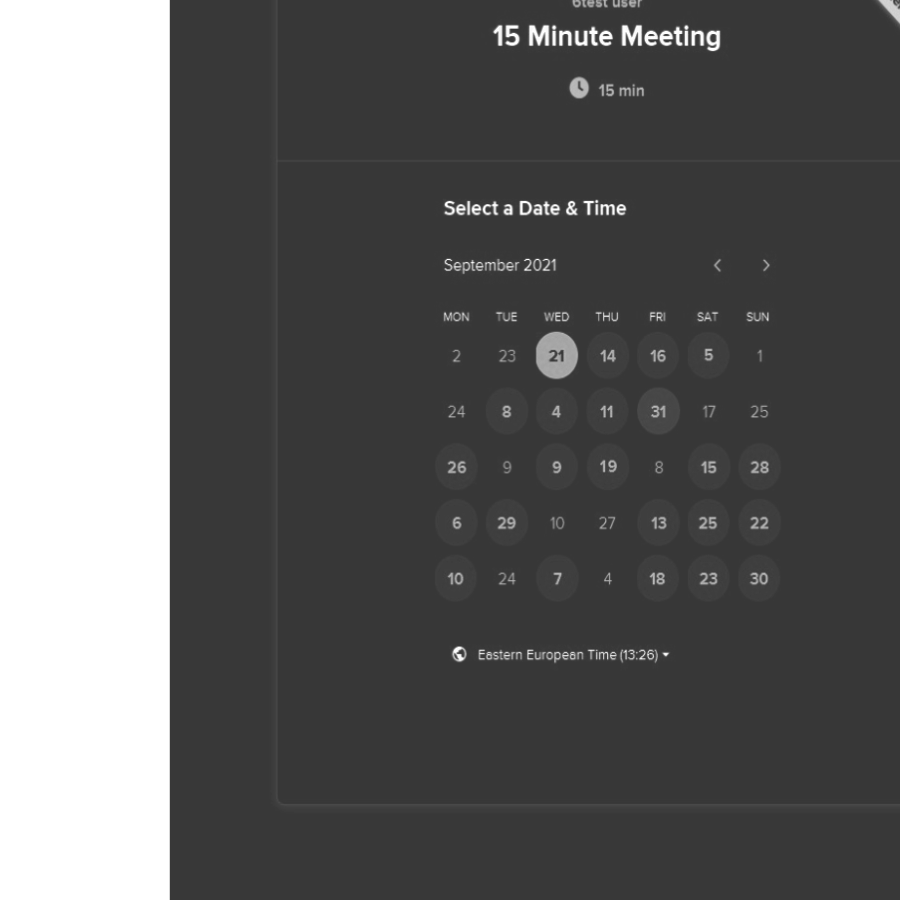 6test user
15 Minute Meeting
15 min
Select a Date & Time
September 2021
MON TUE WED THU FRI SAT SUN
2 23 21 14 16 5 1
24 8 4 11 31 17 25
26 9 9 19 8 15 28
6 29 10 27 13 25 22
10 24 7 4 18 23 30
Eastern European Time (13:26)